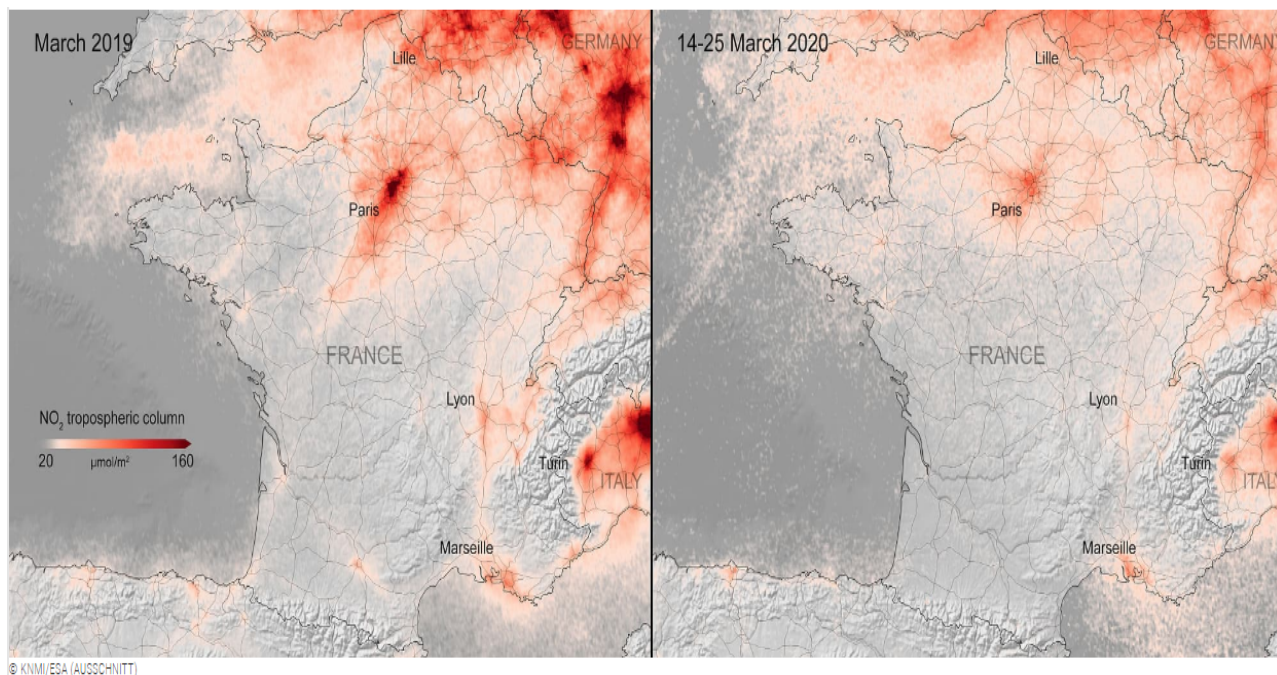 March 2019
GERMANY
Lille
Paris
FRANCE
Lyon
NO₂ tropospheric column
20 µmol/m² 160
Turin
ITALY
Marseille
14-25 March 2020
GERMANY
Lille
Paris
FRANCE
Lyon
Turin
ITALY
Marseille
© KNMI/ESA (AUSSCHNITT)